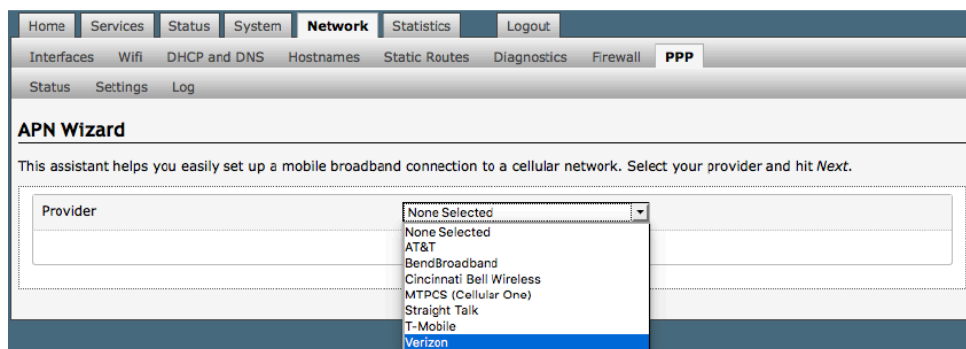 Home Services Status System Network Statistics Logout
Interfaces Wifi DHCP and DNS Hostnames Static Routes Diagnostics Firewall PPP
Status Settings Log
APN Wizard
This assistant helps you easily set up a mobile broadband connection to a cellular network. Select your provider and hit Next.
Provider None Selected
None Selected
AT&T
BendBroadband
Cincinnati Bell Wireless
MTPCS (Cellular One)
Straight Talk
T-Mobile
Verizon